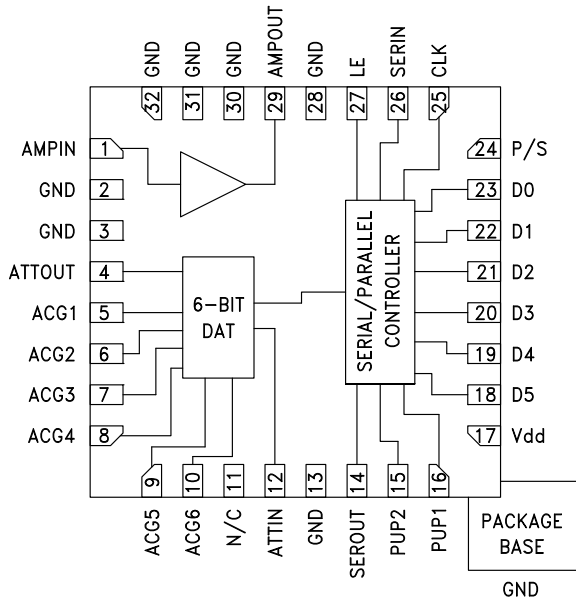 GND
GND
GND
AMPOUT
GND
LE
SERIN
CLK
32
31
30
29
28
27
26
25
AMPIN
1
GND
2
GND
3
ATTOUT
4
ACG1
5
ACG2
6
ACG3
7
ACG4
8
6-BIT
DAT
SERIAL/PARALLEL
CONTROLLER
24
P/S
23
D0
22
D1
21
D2
20
D3
19
D4
18
D5
17
Vdd
9
10
11
12
13
14
15
16
ACG5
ACG6
N/C
ATTIN
GND
SEROUT
PUP2
PUP1
PACKAGE
BASE
GND